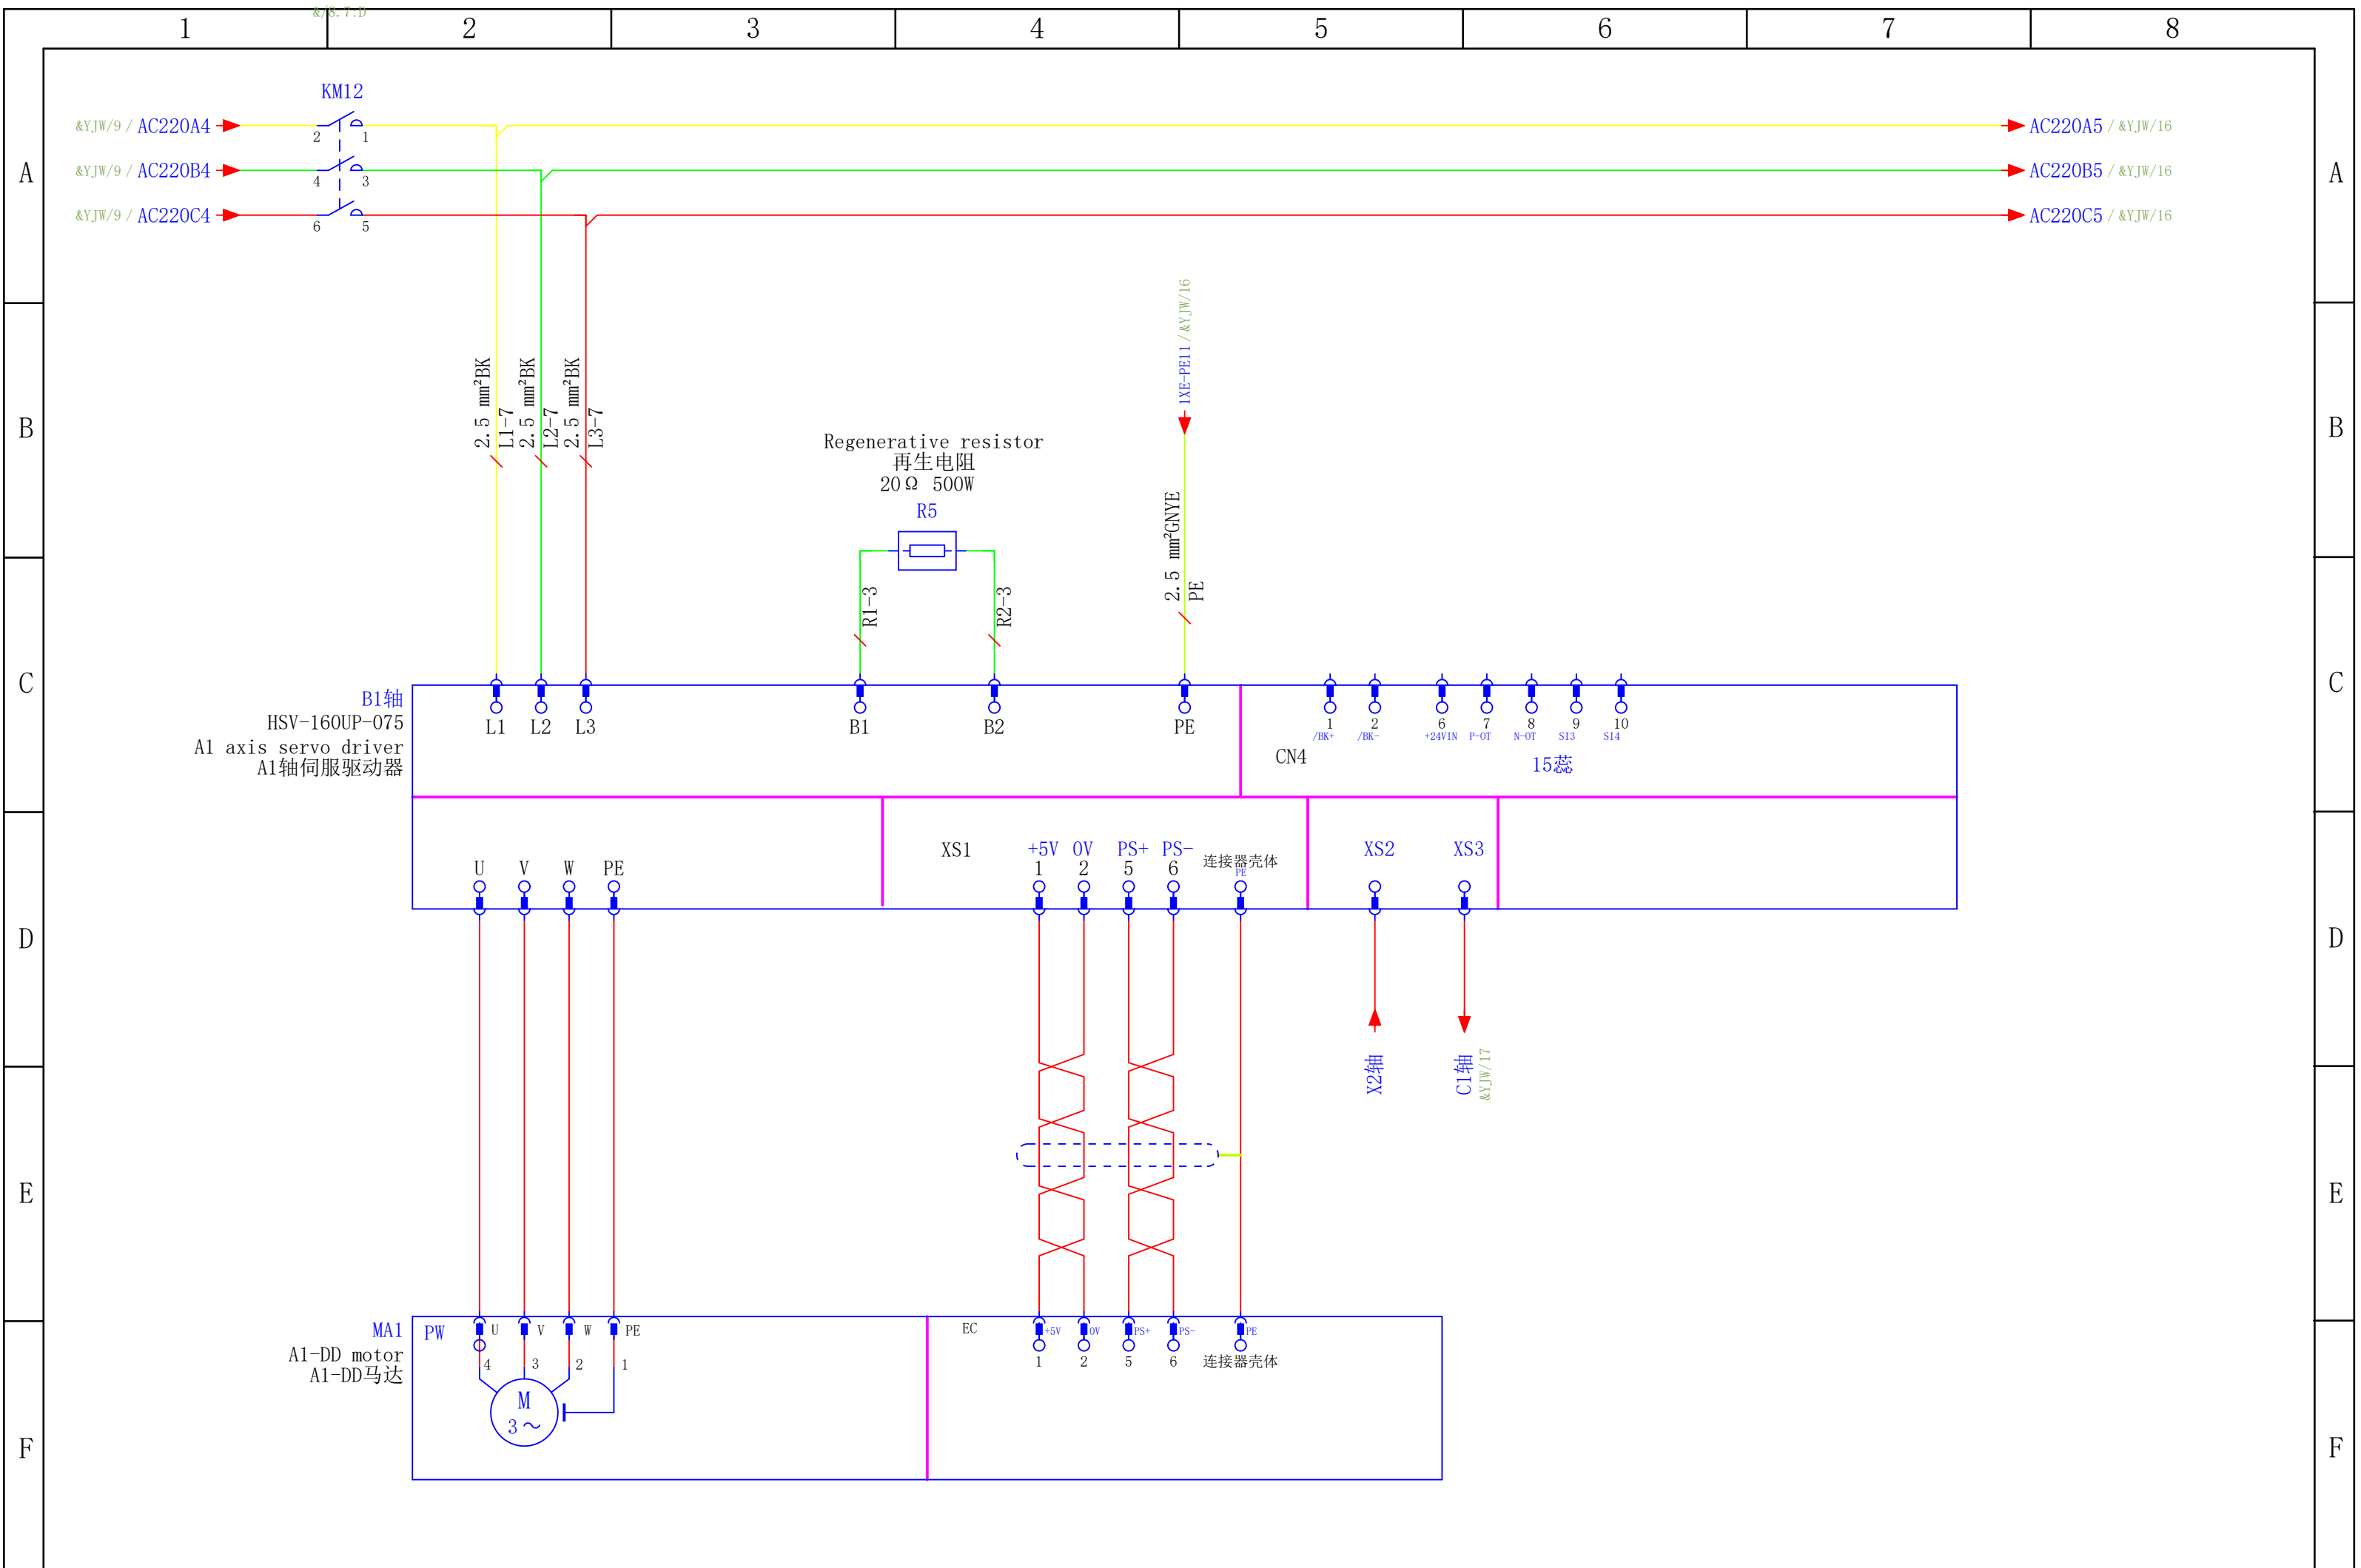 &/8.7:D
1 2 3 4 5 6 7 8
KM12
&YJW/9 / AC220A4
2 1
AC220A5 / &YJW/16
A
&YJW/9 / AC220B4
4 3
AC220B5 / &YJW/16
A
&YJW/9 / AC220C4
6 5
AC220C5 / &YJW/16
1XE-PE11 / &YJW/16
2.5 mm²BK
L1-7
2.5 mm²BK
L2-7
2.5 mm²BK
L3-7
B
B
Regenerative resistor
再生电阻
20Ω 500W
R5
2.5 mm²GNYE
PE
R1-3
R2-3
C
C
B1轴
HSV-160UP-075
A1 axis servo driver
A1轴伺服驱动器
L1 L2 L3
B1
B2
PE
1 2 6 7 8 9 10
/BK+ /BK- +24VIN P-OT N-OT SI3 SI4
CN4
15蕊
XS1
+5V 0V PS+ PS-
1 2 5 6
连接器壳体
PE
XS2
XS3
U V W PE
D
D
X2轴
C1轴
&YJW/17
E
E
MA1
A1-DD motor
A1-DD马达
PW
U V W PE
4 3 2 1
M
3～
EC
+5V 0V PS+ PS- PE
1 2 5 6 连接器壳体
F
F